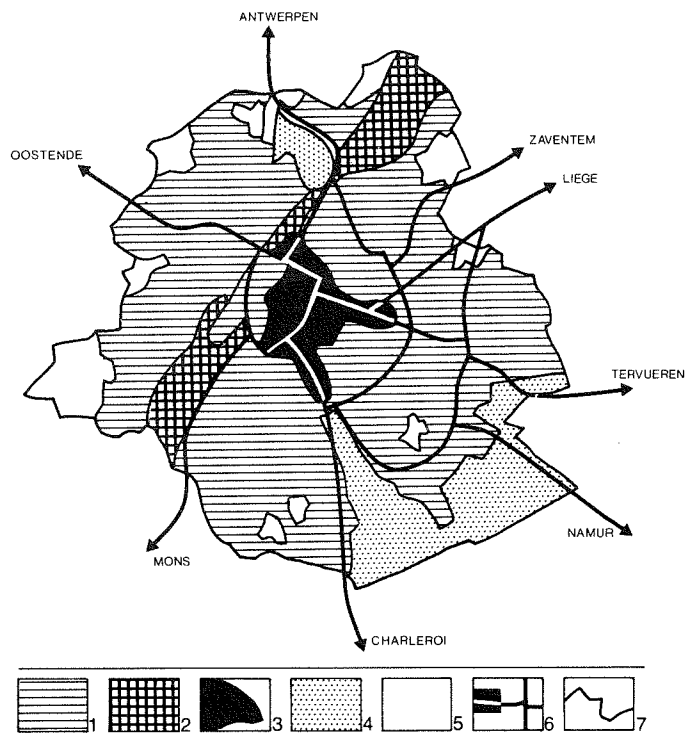 ANTWERPEN
OOSTENDE
ZAVENTEM
LIEGE
TERVUEREN
NAMUR
MONS
CHARLEROI
1 2 3 4 5 6 7